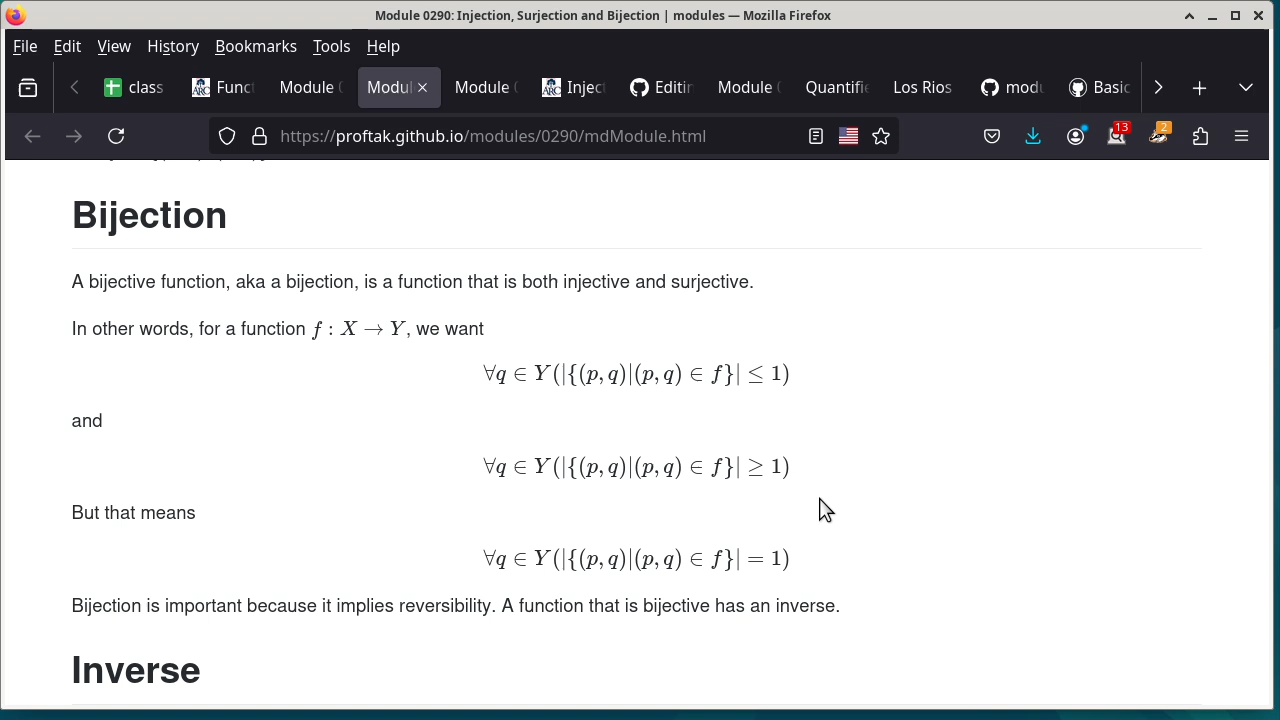 Module 0290: Injection, Surjection and Bijection | modules — Mozilla Firefox
File Edit View History Bookmarks Tools Help
class Funct Module ( Modul Module ( Inject Editin Module ( Quantifie Los Rios modu Basic
https://proftak.github.io/modules/0290/mdModule.html 13 2
Bijection
A bijective function, aka a bijection, is a function that is both injective and surjective.
In other words, for a function f : X → Y, we want
∀q ∈ Y(|{(p, q)|(p, q) ∈ f}| ≤ 1)
and
∀q ∈ Y(|{(p, q)|(p, q) ∈ f}| ≥ 1)
But that means
∀q ∈ Y(|{(p, q)|(p, q) ∈ f}| = 1)
Bijection is important because it implies reversibility. A function that is bijective has an inverse.
Inverse